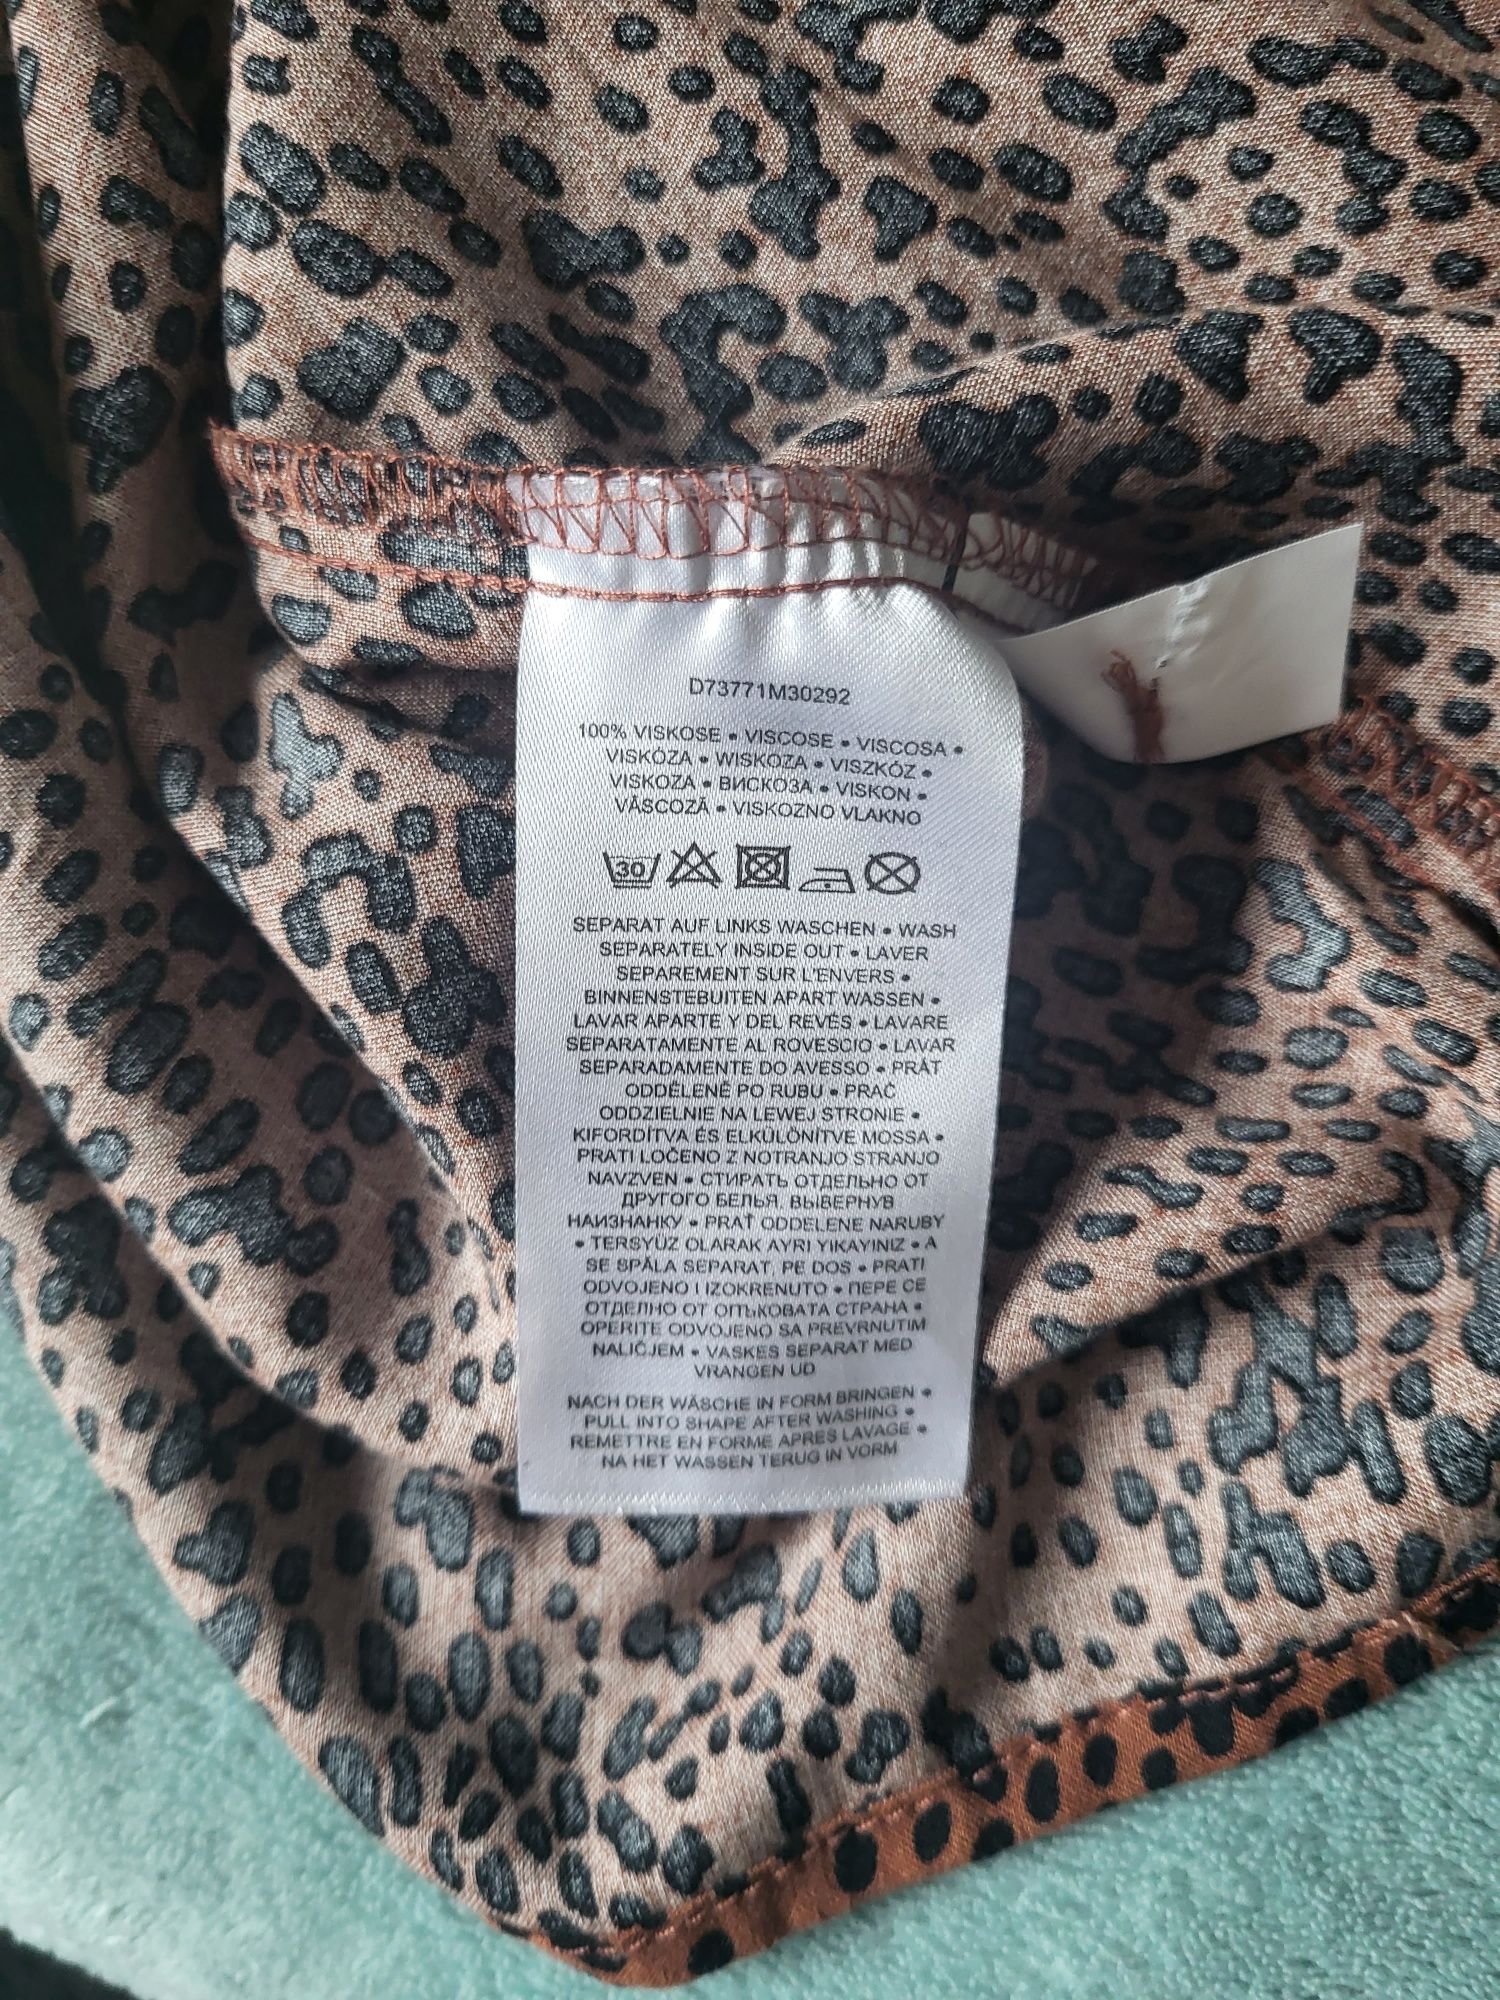 D73771M30292
100% VISKOSE • VISCOSE • VISCOSA •
VISKÓZA • WISKOZA • VISZKÓZ •
VISKOZA • ВИСКОЗА • VISKON •
VÂSCOZĂ • VISKOZNO VLAKNO
30
SEPARAT AUF LINKS WASCHEN • WASH
SEPARATELY INSIDE OUT • LAVER
SEPAREMENT SUR L'ENVERS •
BINNENSTEBUITEN APART WASSEN •
LAVAR APARTE Y DEL REVÉS • LAVARE
SEPARATAMENTE AL ROVESCIO • LAVAR
SEPARADAMENTE DO AVESSO • PRÁT
ODDĚLENĚ PO RUBU • PRAĆ
ODDZIELNIE NA LEWEJ STRONIE •
KIFORDÍTVA ÉS ELKÜLÖNÍTVE MOSSA •
PRATI LOČENO Z NOTRANJO STRANJO
NAVZVEN • СТИРАТЬ ОТДЕЛЬНО ОТ
ДРУГОГО БЕЛЬЯ, ВЫВЕРНУВ
НАИЗНАНКУ • PRAŤ ODDELENE NARUBY
• TERSYÜZ OLARAK AYRI YIKAYINIZ • A
SE SPĂLA SEPARAT, PE DOS • PRATI
ODVOJENO I IZOKRENUTO • ПЕРЕ СЕ
ОТДЕЛНО ОТ ОПЪКОВАТА СТРАНА •
OPERITE ODVOJENO SA PREVRNUTIM
NALIČJEM • VASKES SEPARAT MED
VRANGEN UD
NACH DER WÄSCHE IN FORM BRINGEN •
PULL INTO SHAPE AFTER WASHING •
REMETTRE EN FORME APRES LAVAGE •
NA HET WASSEN TERUG IN VORM